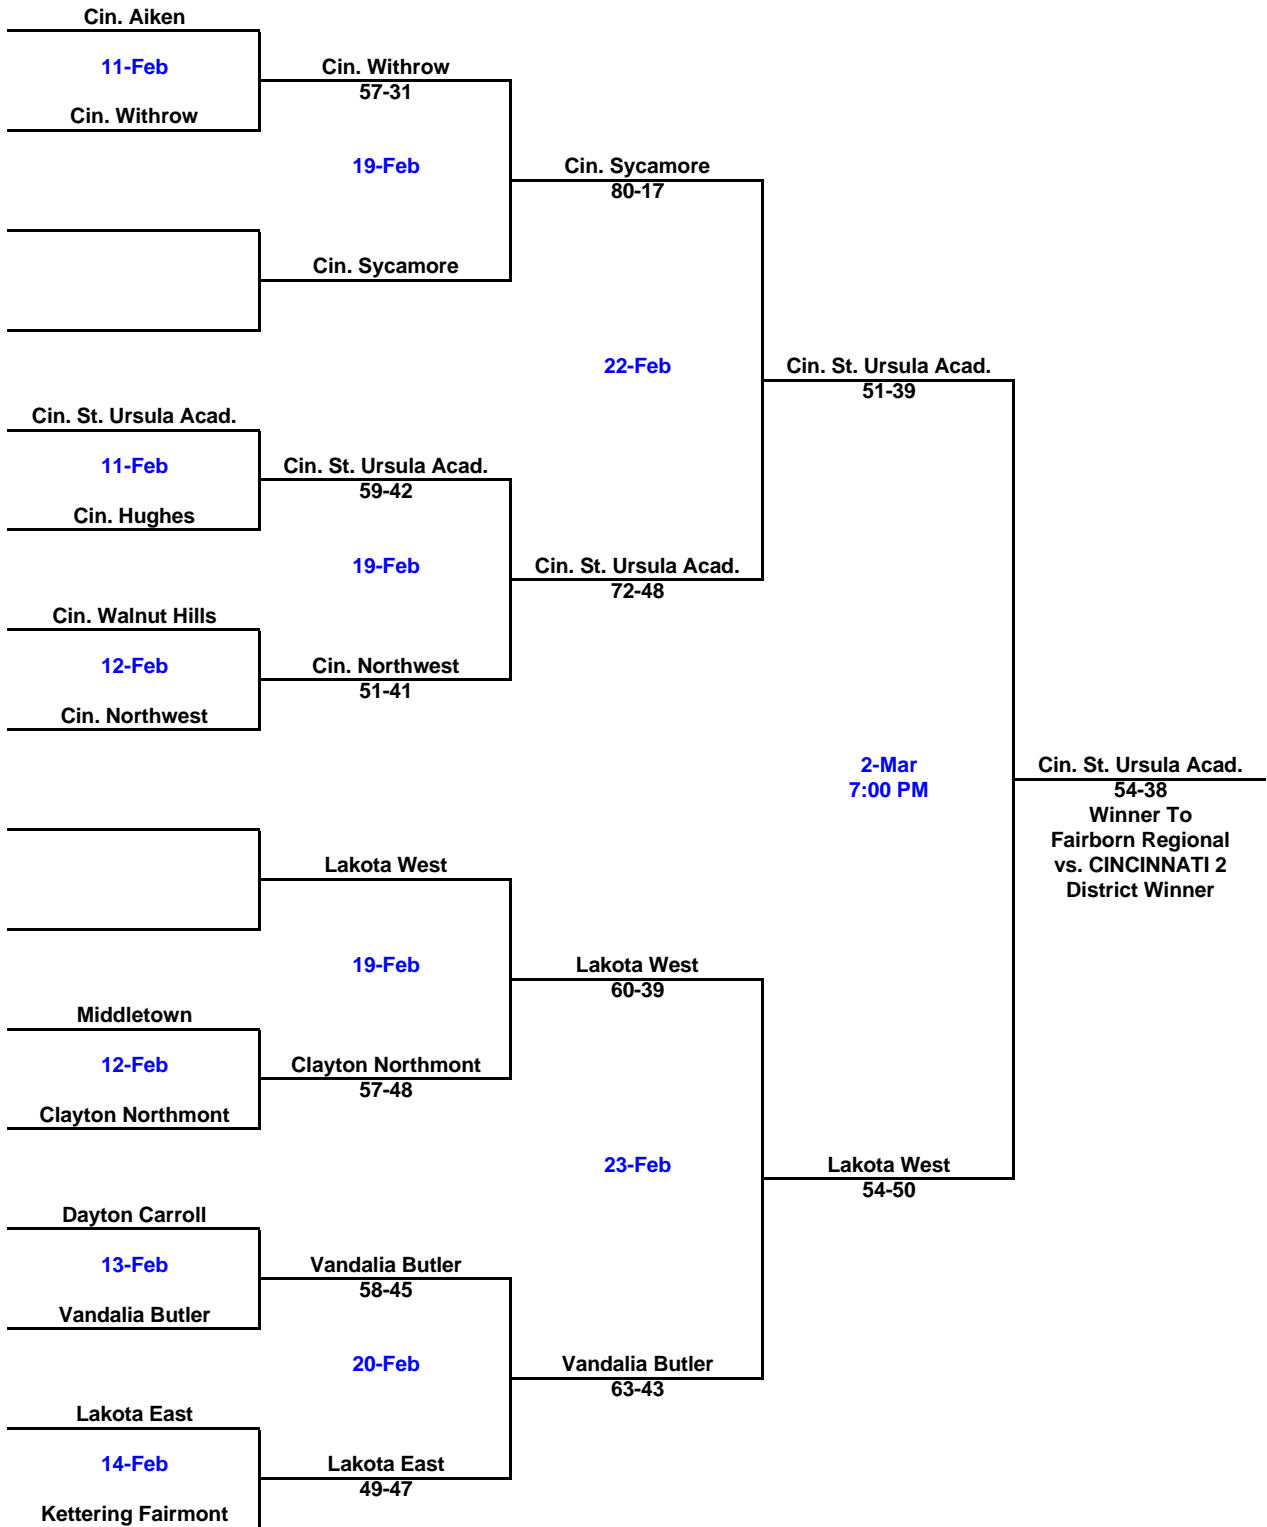 Cin. Aiken
11-Feb
Cin. Withrow
57-31
Cin. Withrow
19-Feb
Cin. Sycamore
80-17
Cin. Sycamore
22-Feb
Cin. St. Ursula Acad.
51-39
Cin. St. Ursula Acad.
11-Feb
Cin. St. Ursula Acad.
59-42
Cin. Hughes
19-Feb
Cin. St. Ursula Acad.
72-48
Cin. Walnut Hills
12-Feb
Cin. Northwest
51-41
Cin. Northwest
2-Mar
7:00 PM
Cin. St. Ursula Acad.
54-38
Winner To
Fairborn Regional
vs. CINCINNATI 2
District Winner
Lakota West
19-Feb
Lakota West
60-39
Middletown
12-Feb
Clayton Northmont
57-48
Clayton Northmont
23-Feb
Lakota West
54-50
Dayton Carroll
13-Feb
Vandalia Butler
58-45
Vandalia Butler
20-Feb
Vandalia Butler
63-43
Lakota East
14-Feb
Lakota East
49-47
Kettering Fairmont